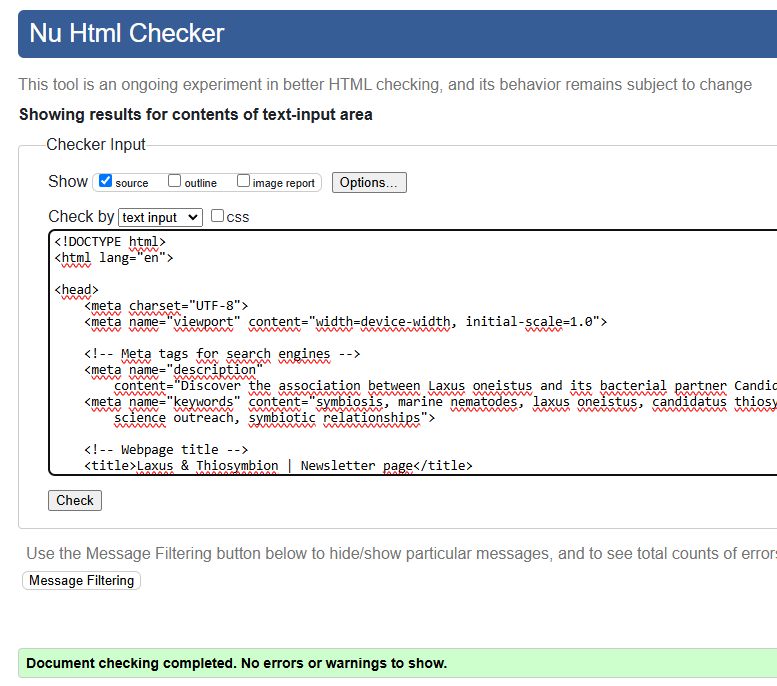 Nu Html Checker
This tool is an ongoing experiment in better HTML checking, and its behavior remains subject to change
Showing results for contents of text-input area
Checker Input
Show source outline image report Options...
Check by text input css
<!DOCTYPE html>
<html lang="en">
<head>
<meta charset="UTF-8">
<meta name="viewport" content="width=device-width, initial-scale=1.0">
<!-- Meta tags for search engines -->
<meta name="description"
content="Discover the association between Laxus oneistus and its bacterial partner Candid
<meta name="keywords" content="symbiosis, marine nematodes, laxus oneistus, candidatus thiosy
science outreach, symbiotic relationships">
<!-- Webpage title -->
<title>Laxus & Thiosymbion | Newsletter page</title>
Check
Use the Message Filtering button below to hide/show particular messages, and to see total counts of errors
Message Filtering
Document checking completed. No errors or warnings to show.